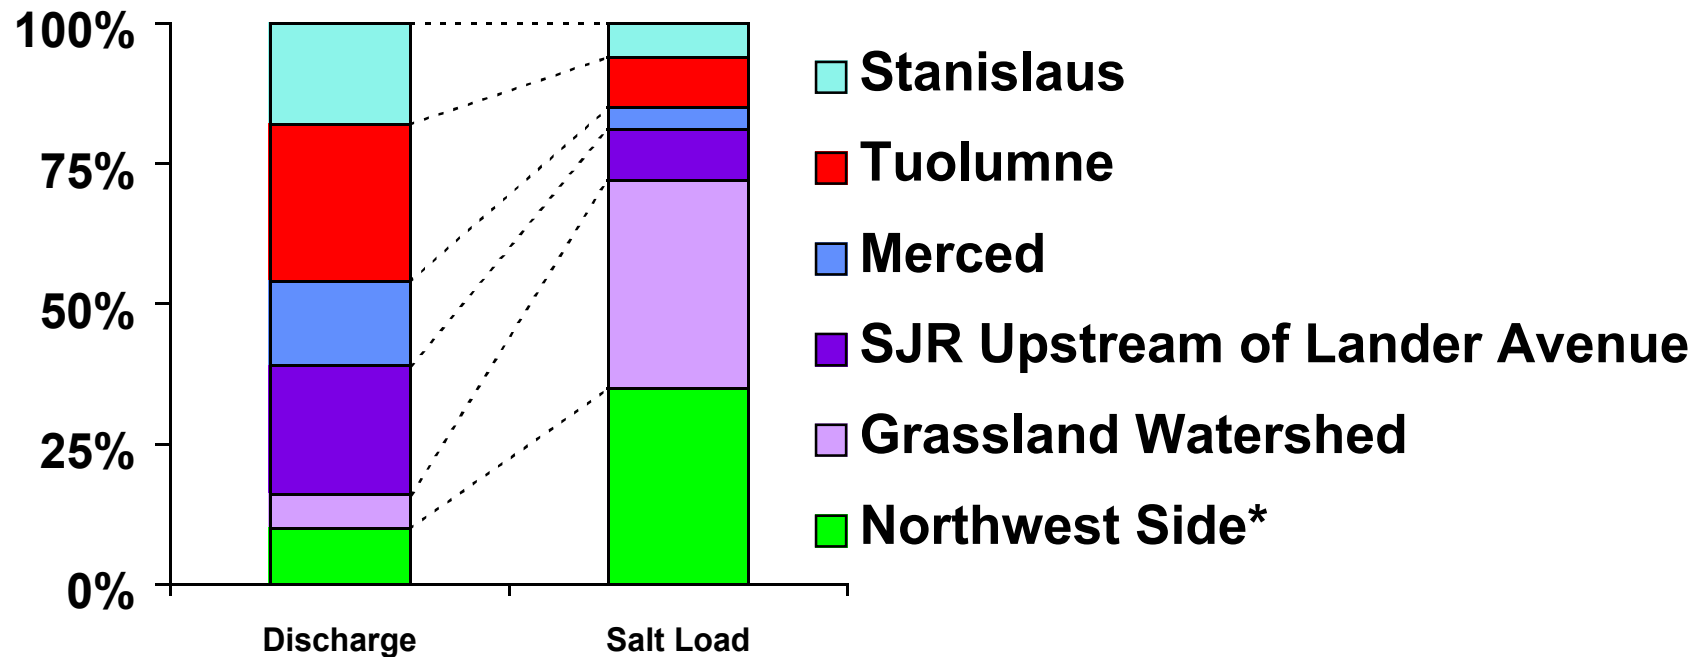 100%
75%
50%
25%
0%
Discharge
Salt Load
Stanislaus
Tuolumne
Merced
SJR Upstream of Lander Avenue
Grassland Watershed
Northwest Side*